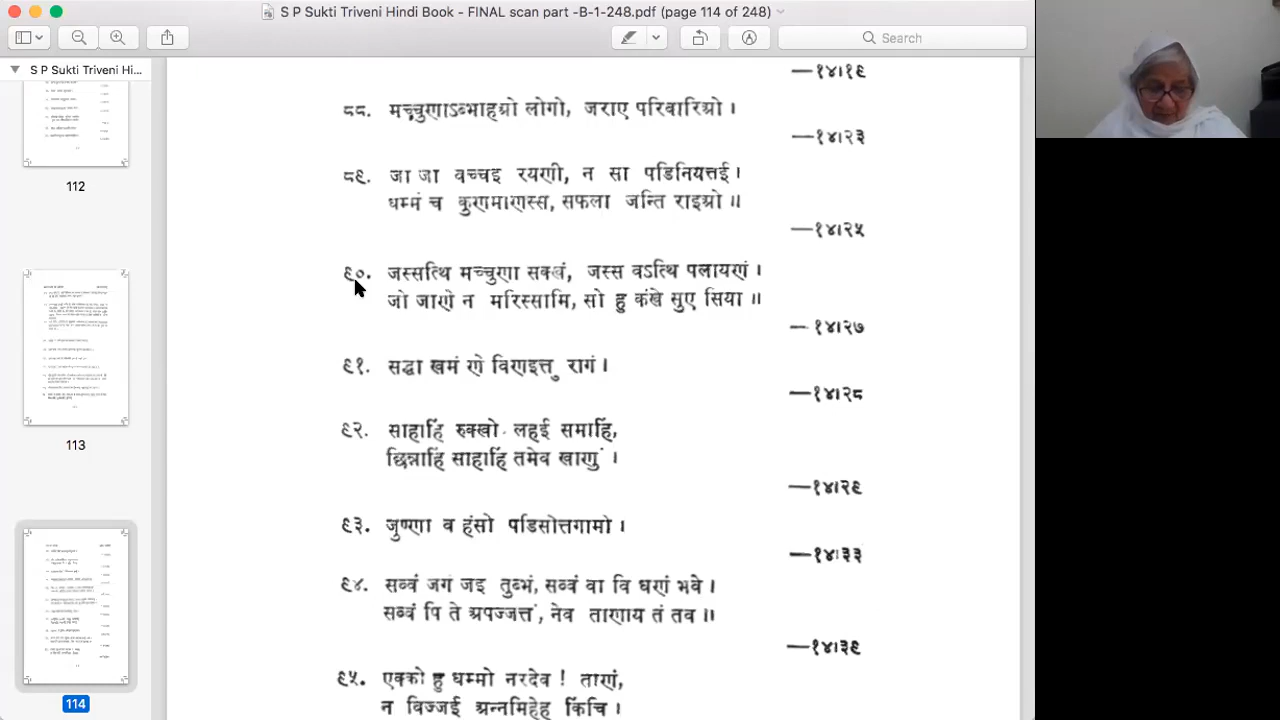 S P Sukti Triveni Hindi Book - FINAL scan part -B-1-248.pdf (page 114 of 248)
Search
S P Sukti Triveni Hi...
112
113
114
—१४।१९
८८. मच्चुणाऽब्भाहओ लोगो, जराए परिवारिओ ।
—१४।२३
८९. जा जा वच्चइ रयणी, न सा पडिनियत्तई ।
धम्मं च कुणमाणस्स, सफला जन्ति राइओ ॥
—१४।२५
९०. जस्सत्थि मच्चुणा सक्खं, जस्स वऽत्थि पलायणं ।
जो जाणे न मरिस्सामि, सो हु कंखे सुए सिया ॥
—१४।२७
९१. सद्धा खमं णे विणइत्तु रागं ।
—१४।२८
९२. साहाहिं रुक्खो लहई समाहिं,
छिन्नाहिं साहाहिं तमेव खाणुं ।
—१४।२९
९३. जुण्णो व हंसो पडिसोत्तगामी ।
—१४।३३
९४. सव्वं जगं जइ तुब्भं, सव्वं वा वि धणं भवे ।
सव्वं पि ते अपज्जत्तं, नेव ताणाय तं तव ॥
—१४।३९
९५. एक्को हु धम्मो नरदेव ! ताणं,
न विज्जई अन्नमिहेह किंचि ।